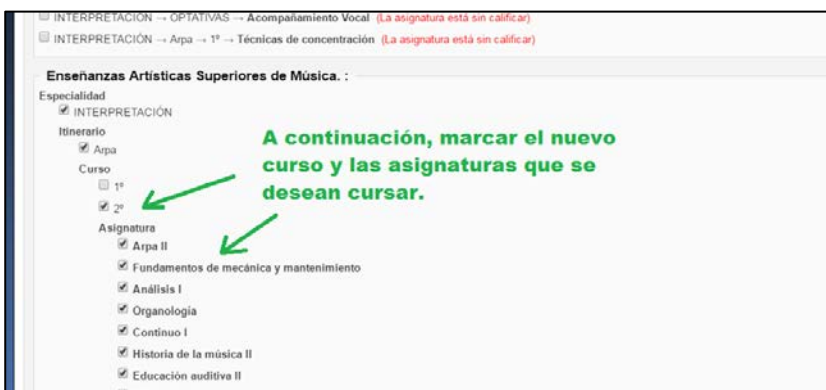 INTERPRETACIÓN → OPTATIVAS → Acompañamiento Vocal (La asignatura está sin calificar)
INTERPRETACIÓN → Arpa → 1º → Técnicas de concentración (La asignatura está sin calificar)
Enseñanzas Artísticas Superiores de Música. :
Especialidad
INTERPRETACIÓN
Itinerario
Arpa
Curso
1º
2º
Asignatura
Arpa II
Fundamentos de mecánica y mantenimiento
Análisis I
Organología
Continuo I
Historia de la música II
Educación auditiva II
A continuación, marcar el nuevo
curso y las asignaturas que se
desean cursar.